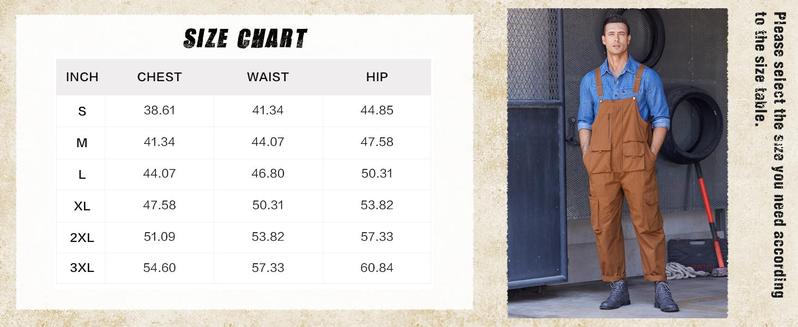 SIZE CHART
INCH CHEST WAIST HIP
S 38.61 41.34 44.85
M 41.34 44.07 47.58
L 44.07 46.80 50.31
XL 47.58 50.31 53.82
2XL 51.09 53.82 57.33
3XL 54.60 57.33 60.84
Please select the size you need according
to the size table.